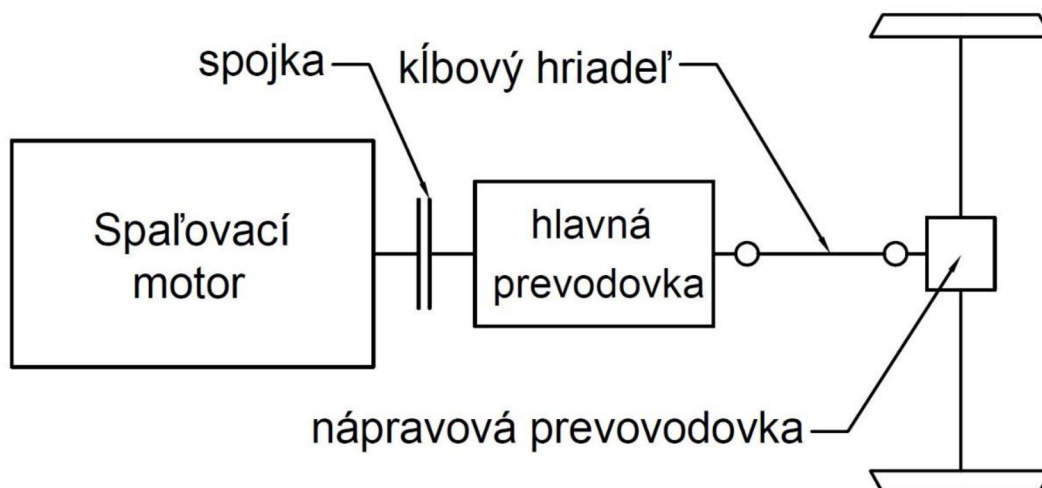 spojka
kĺbový hriadeľ
Spaľovací
motor
hlavná
prevodovka
nápravová prevovodovka